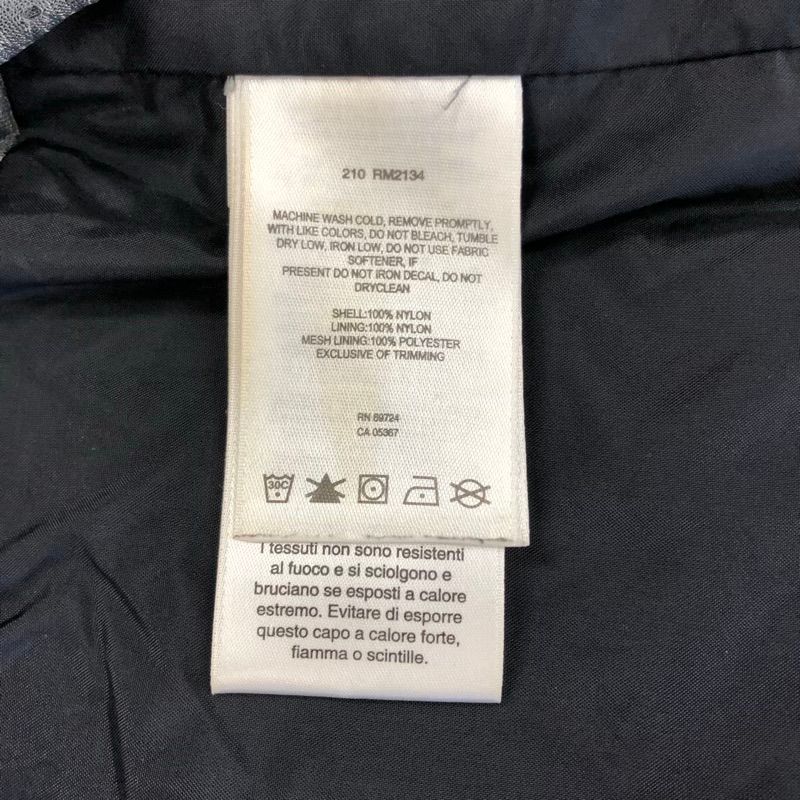 210 RM2134
MACHINE WASH COLD, REMOVE PROMPTLY,
WITH LIKE COLORS, DO NOT BLEACH, TUMBLE
DRY LOW, IRON LOW, DO NOT USE FABRIC
SOFTENER, IF
PRESENT DO NOT IRON DECAL, DO NOT
DRYCLEAN
SHELL:100% NYLON
LINING:100% NYLON
MESH LINING:100% POLYESTER
EXCLUSIVE OF TRIMMING
RN 69724
CA 05367
30C
I tessuti non sono resistenti
al fuoco e si sciolgono e
bruciano se esposti a calore
estremo. Evitare di esporre
questo capo a calore forte,
fiamma o scintille.